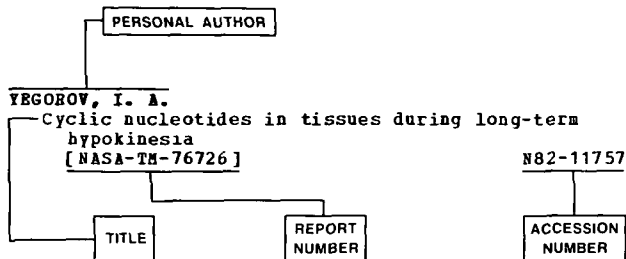 PERSONAL AUTHOR
YEGOROV, I. A.
Cyclic nucleotides in tissues during long-term
hypokinesia
[NASA-TM-76726] N82-11757
TITLE
REPORT
NUMBER
ACCESSION
NUMBER